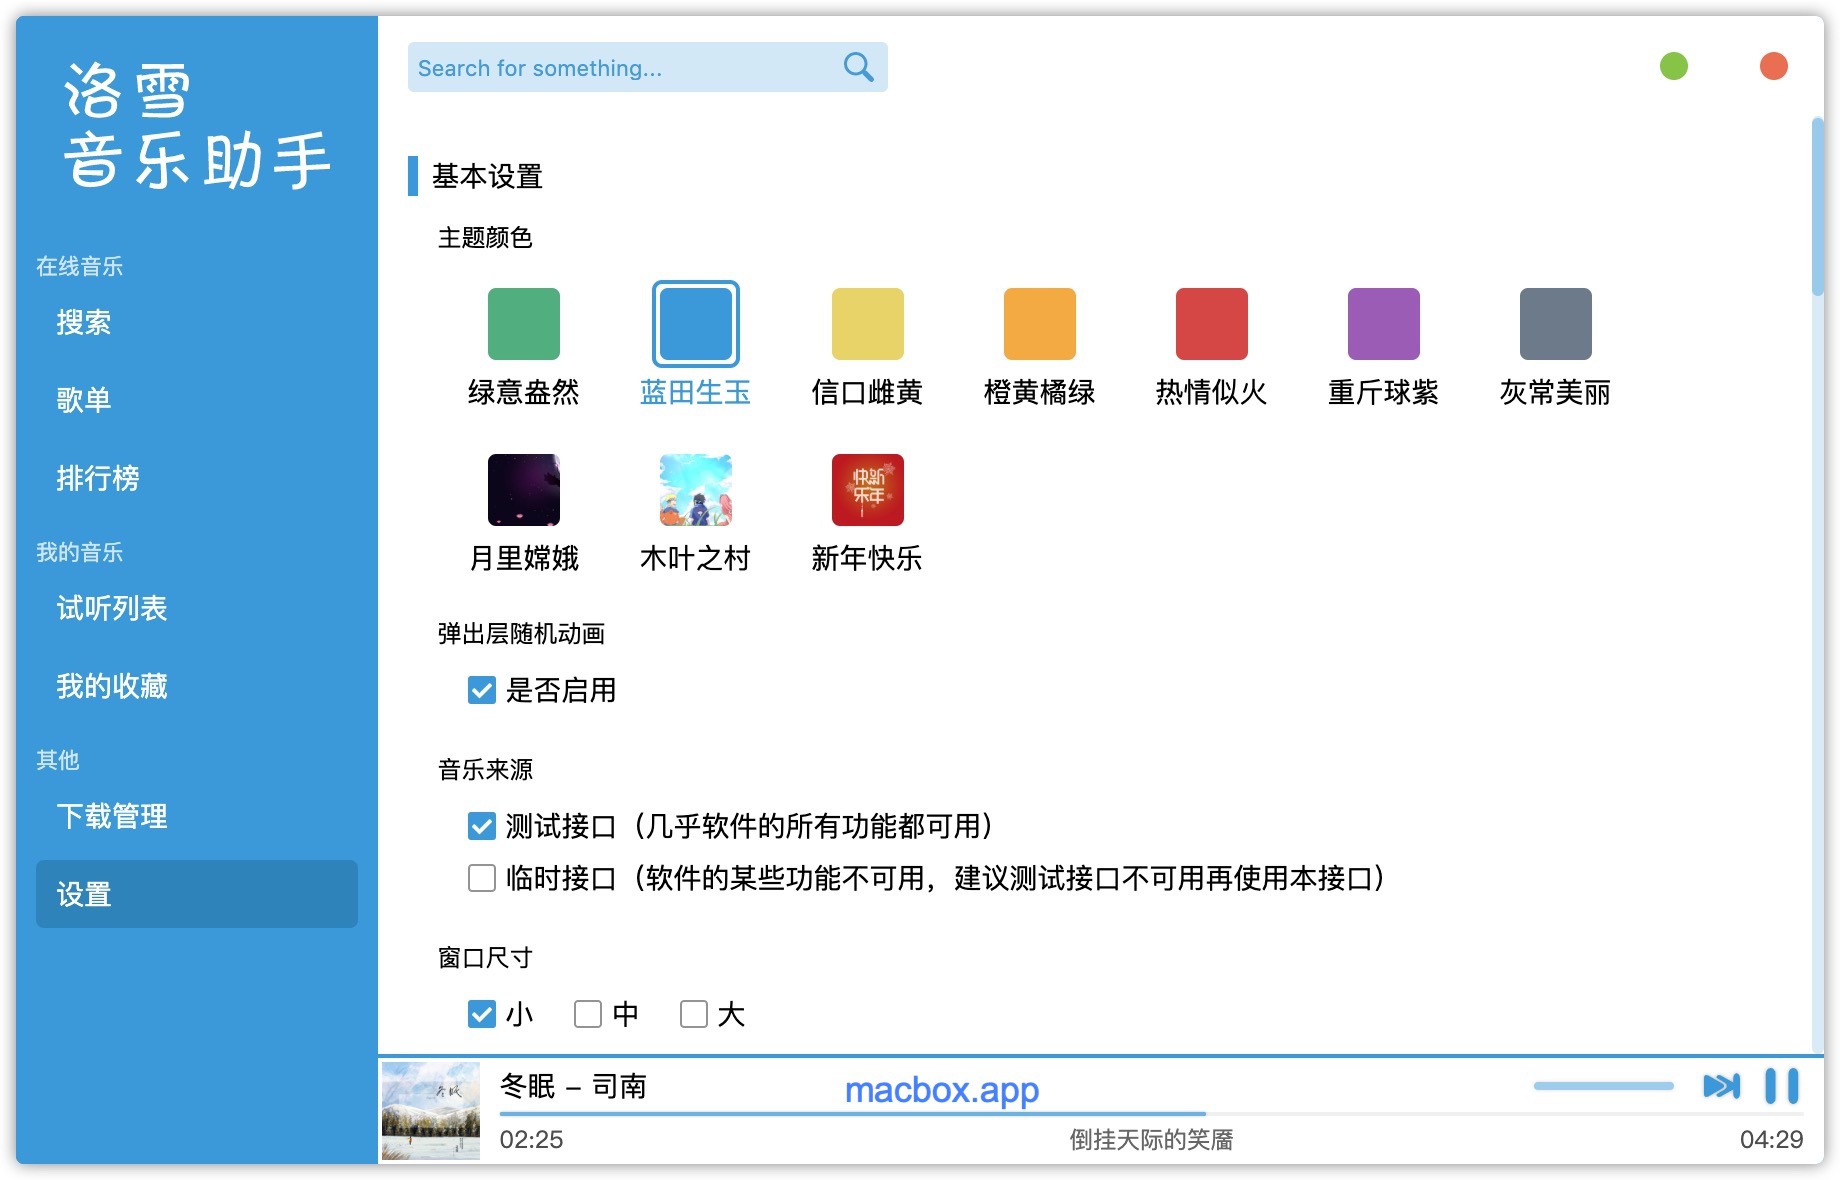 洛雪
音乐助手
在线音乐
搜索
歌单
排行榜
我的音乐
试听列表
我的收藏
其他
下载管理
设置
Search for something...
基本设置
主题颜色
绿意盎然 蓝田生玉 信口雌黄 橙黄橘绿 热情似火 重斤球紫 灰常美丽
快新
乐年
月里嫦娥 木叶之村 新年快乐
弹出层随机动画
是否启用
音乐来源
测试接口（几乎软件的所有功能都可用）
临时接口（软件的某些功能不可用，建议测试接口不可用再使用本接口）
窗口尺寸
小 中 大
冬眠
冬眠 – 司南
macbox.app
02:25 倒挂天际的笑靥 04:29